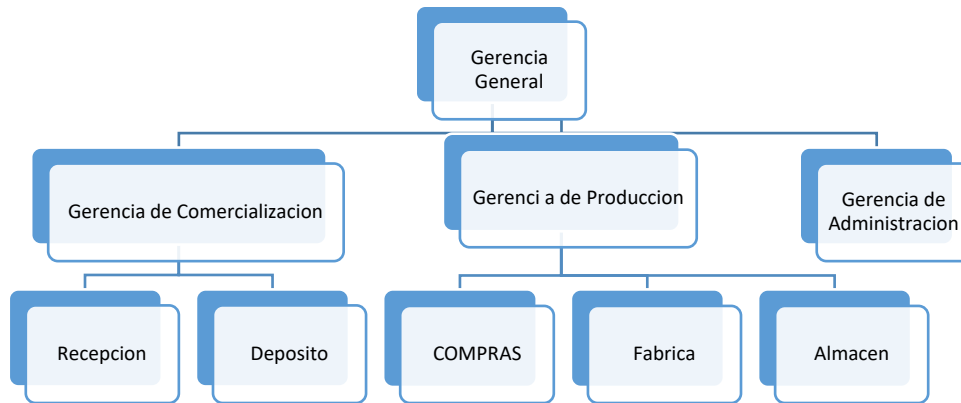 Gerencia
General
Gerencia de Comercializacion
Gerenci a de Produccion
Gerencia de
Administracion
Recepcion
Deposito
COMPRAS
Fabrica
Almacen